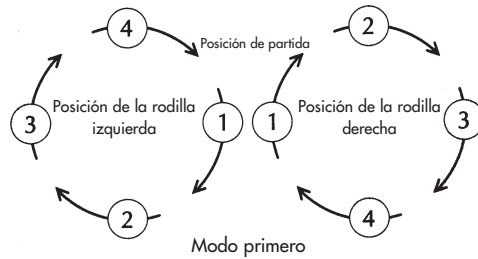 4
2
Posición de partida
3
Posición de la rodilla
izquierda
1
1
Posición de la rodilla
derecha
3
2
4
Modo primero